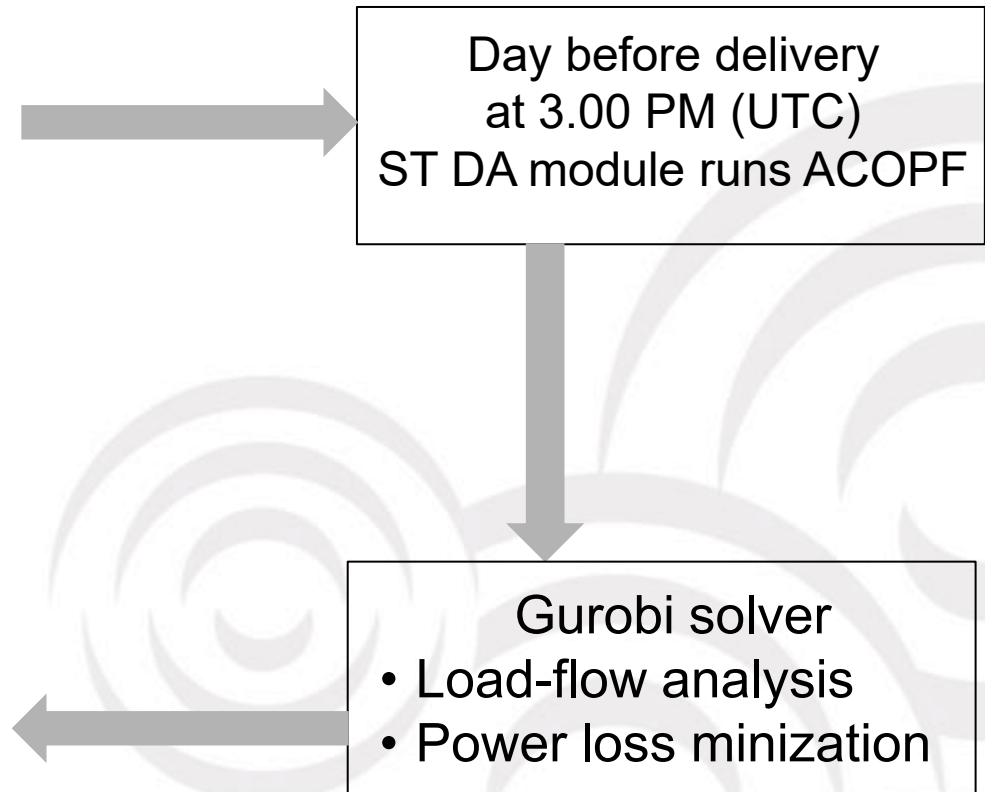 Day before delivery
at 3.00 PM (UTC)
ST DA module runs ACOPF
Gurobi solver
• Load-flow analysis
• Power loss minization